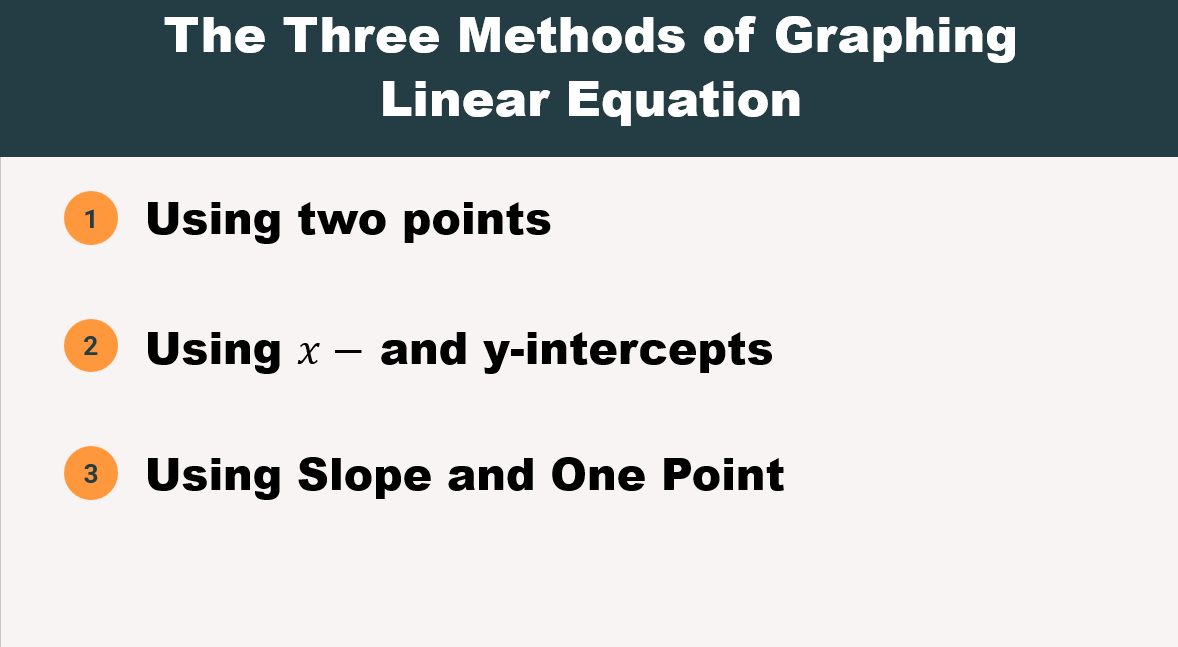 The Three Methods of Graphing
Linear Equation
1 Using two points
2 Using x − and y-intercepts
3 Using Slope and One Point